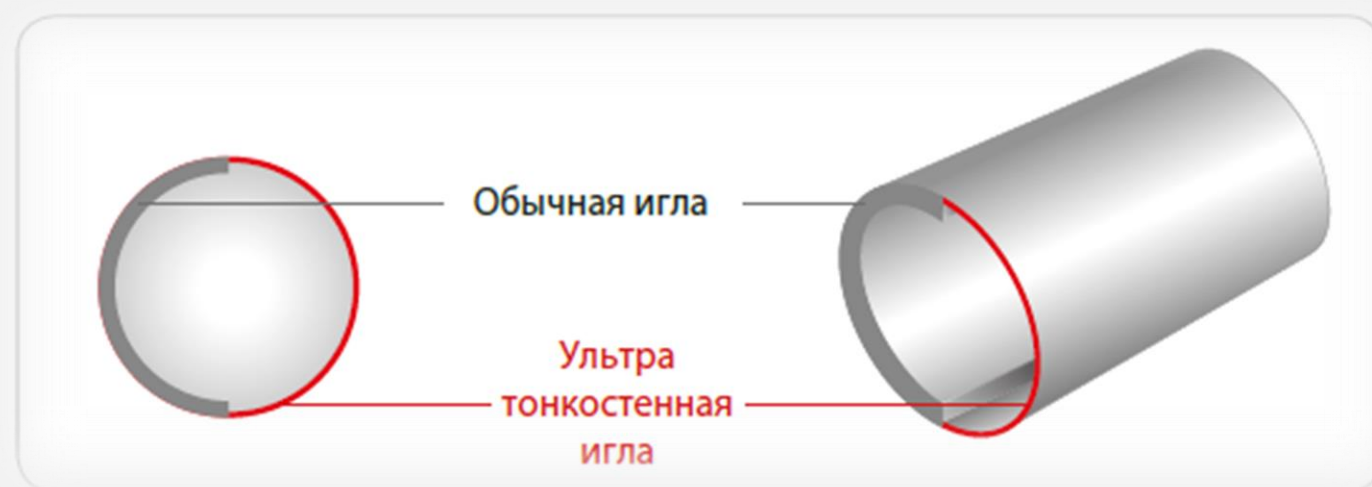 Обычная игла
Ультра
тонкостенная
игла